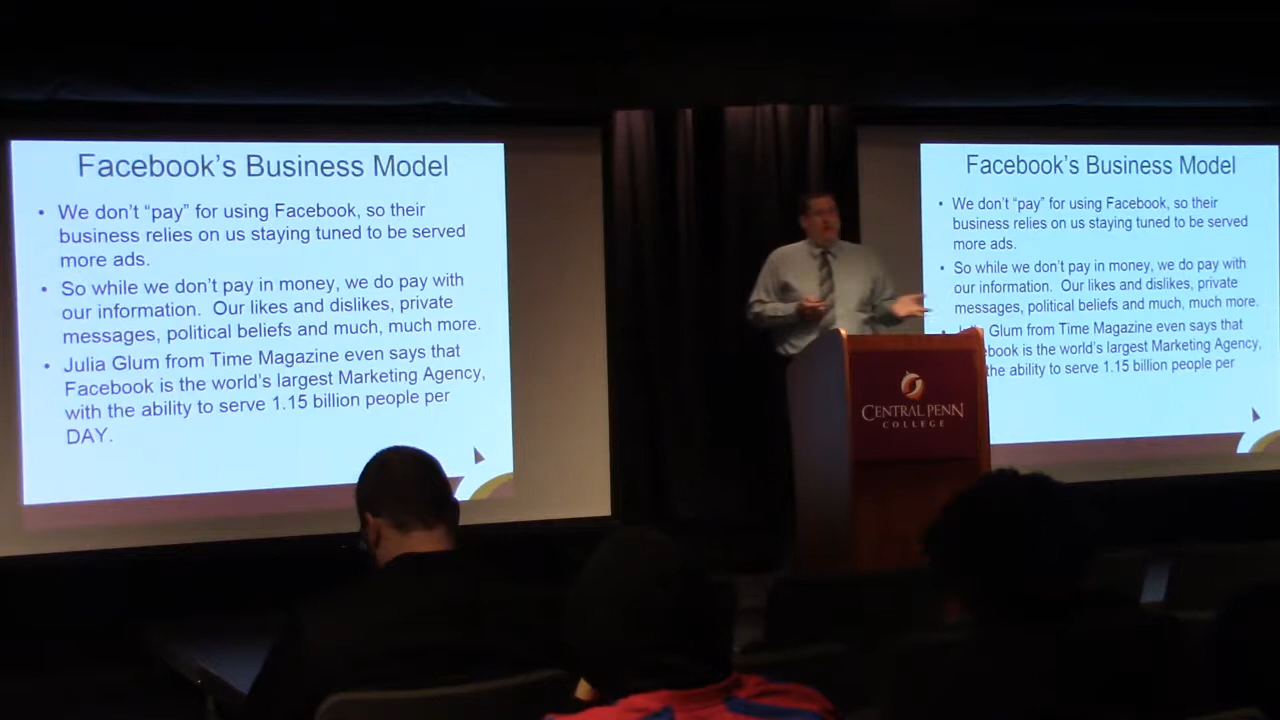 Facebook's Business Model
• We don't "pay" for using Facebook, so their
business relies on us staying tuned to be served
more ads.
• So while we don't pay in money, we do pay with
our information. Our likes and dislikes, private
messages, political beliefs and much, much more.
• Julia Glum from Time Magazine even says that
Facebook is the world's largest Marketing Agency,
with the ability to serve 1.15 billion people per
DAY.
CENTRAL PENN
COLLEGE
Facebook's Business Model
• We don't "pay" for using Facebook, so their
business relies on us staying tuned to be served
more ads.
• So while we don't pay in money, we do pay with
our information. Our likes and dislikes, private
messages, political beliefs and much, much more.
Glum from Time Magazine even says that
ebook is the world's largest Marketing Agency,
the ability to serve 1.15 billion people per